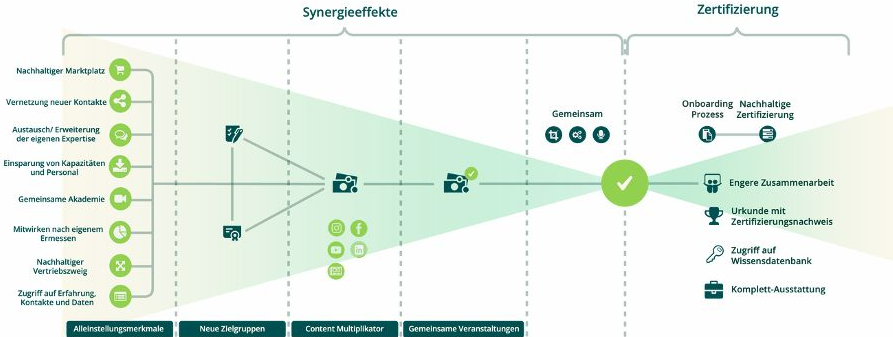 Synergieeffekte
Zertifizierung
Nachhaltiger Marktplatz
Vernetzung neuer Kontakte
Austausch/ Erweiterung
der eigenen Expertise
Einsparung von Kapazitäten
und Personal
Gemeinsame Akademie
Mitwirken nach eigenem
Ermessen
Nachhaltiger
Vertriebszweig
Zugriff auf Erfahrung,
Kontakte und Daten
Gemeinsam
Onboarding
Prozess
Nachhaltige
Zertifizierung
Engere Zusammenarbeit
Urkunde mit
Zertifizierungsnachweis
Zugriff auf
Wissensdatenbank
Komplett-Ausstattung
Alleinstellungsmerkmale
Neue Zielgruppen
Content Multiplikator
Gemeinsame Veranstaltungen